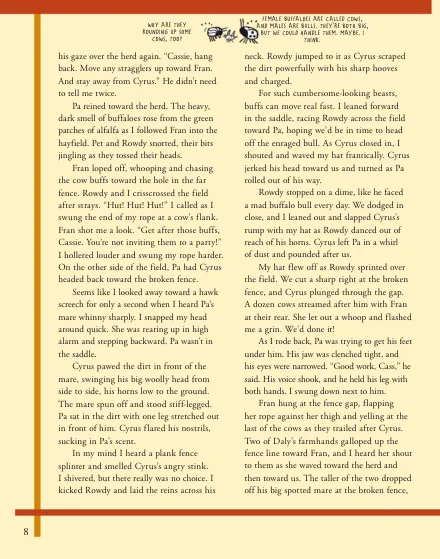 WHY ARE THEY
ROUNDING UP SOME
COWS, TOO?
FEMALE BUFFALOES ARE CALLED COWS,
AND MALES ARE BULLS. THEY'RE BOTH BIG,
BUT WE COULD HANDLE THEM. MAYBE. I
THINK.
his gaze over the herd again. “Cassie, hang
back. Move any stragglers up toward Fran.
And stay away from Cyrus.” He didn't need
to tell me twice.
Pa reined toward the herd. The heavy,
dark smell of buffaloes rose from the green
patches of alfalfa as I followed Fran into the
hayfield. Pet and Rowdy snorted, their bits
jingling as they tossed their heads.
Fran loped off, whooping and chasing
the cow buffs toward the hole in the far
fence. Rowdy and I crisscrossed the field
after strays. “Hut! Hut! Hut!” I called as I
swung the end of my rope at a cow's flank.
Fran shot me a look. “Get after those buffs,
Cassie. You're not inviting them to a party!”
I hollered louder and swung my rope harder.
On the other side of the field, Pa had Cyrus
headed back toward the broken fence.
Seems like I looked away toward a hawk
screech for only a second when I heard Pa's
mare whinny sharply. I snapped my head
around quick. She was rearing up in high
alarm and stepping backward. Pa wasn't in
the saddle.
Cyrus pawed the dirt in front of the
mare, swinging his big woolly head from
side to side, his horns low to the ground.
The mare spun off and stood stiff-legged.
Pa sat in the dirt with one leg stretched out
in front of him. Cyrus flared his nostrils,
sucking in Pa's scent.
In my mind I heard a plank fence
splinter and smelled Cyrus's angry stink.
I shivered, but there really was no choice. I
kicked Rowdy and laid the reins across his
neck. Rowdy jumped to it as Cyrus scraped
the dirt powerfully with his sharp hooves
and charged.
For such cumbersome-looking beasts,
buffs can move real fast. I leaned forward
in the saddle, racing Rowdy across the field
toward Pa, hoping we'd be in time to head
off the enraged bull. As Cyrus closed in, I
shouted and waved my hat frantically. Cyrus
jerked his head toward us and turned as Pa
rolled out of his way.
Rowdy stopped on a dime, like he faced
a mad buffalo bull every day. We dodged in
close, and I leaned out and slapped Cyrus's
rump with my hat as Rowdy danced out of
reach of his horns. Cyrus left Pa in a whirl
of dust and pounded after us.
My hat flew off as Rowdy sprinted over
the field. We cut a sharp right at the broken
fence, and Cyrus plunged through the gap.
A dozen cows streamed after him with Fran
at their rear. She let out a whoop and flashed
me a grin. We'd done it!
As I rode back, Pa was trying to get his feet
under him. His jaw was clenched tight, and
his eyes were narrowed. “Good work, Cass,” he
said. His voice shook, and he held his leg with
both hands. I swung down next to him.
Fran hung at the fence gap, flapping
her rope against her thigh and yelling at the
last of the cows as they trailed after Cyrus.
Two of Daly's farmhands galloped up the
fence line toward Fran, and I heard her shout
to them as she waved toward the herd and
then toward us. The taller of the two dropped
off his big spotted mare at the broken fence,
8